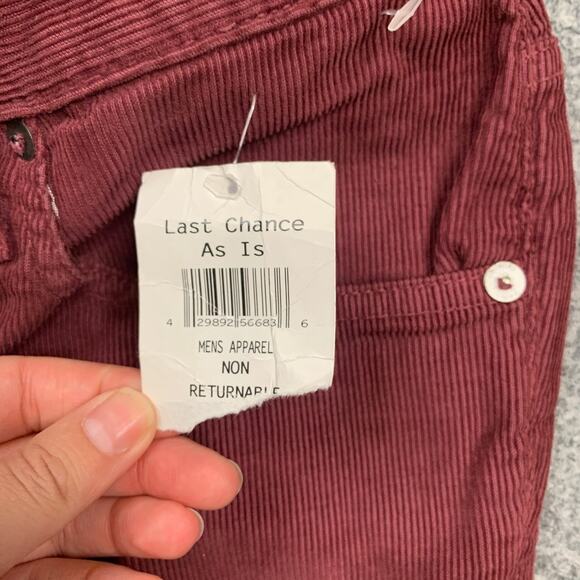 Last Chance
As Is
4 29892 56683 6
MENS APPAREL
NON
RETURNABLE